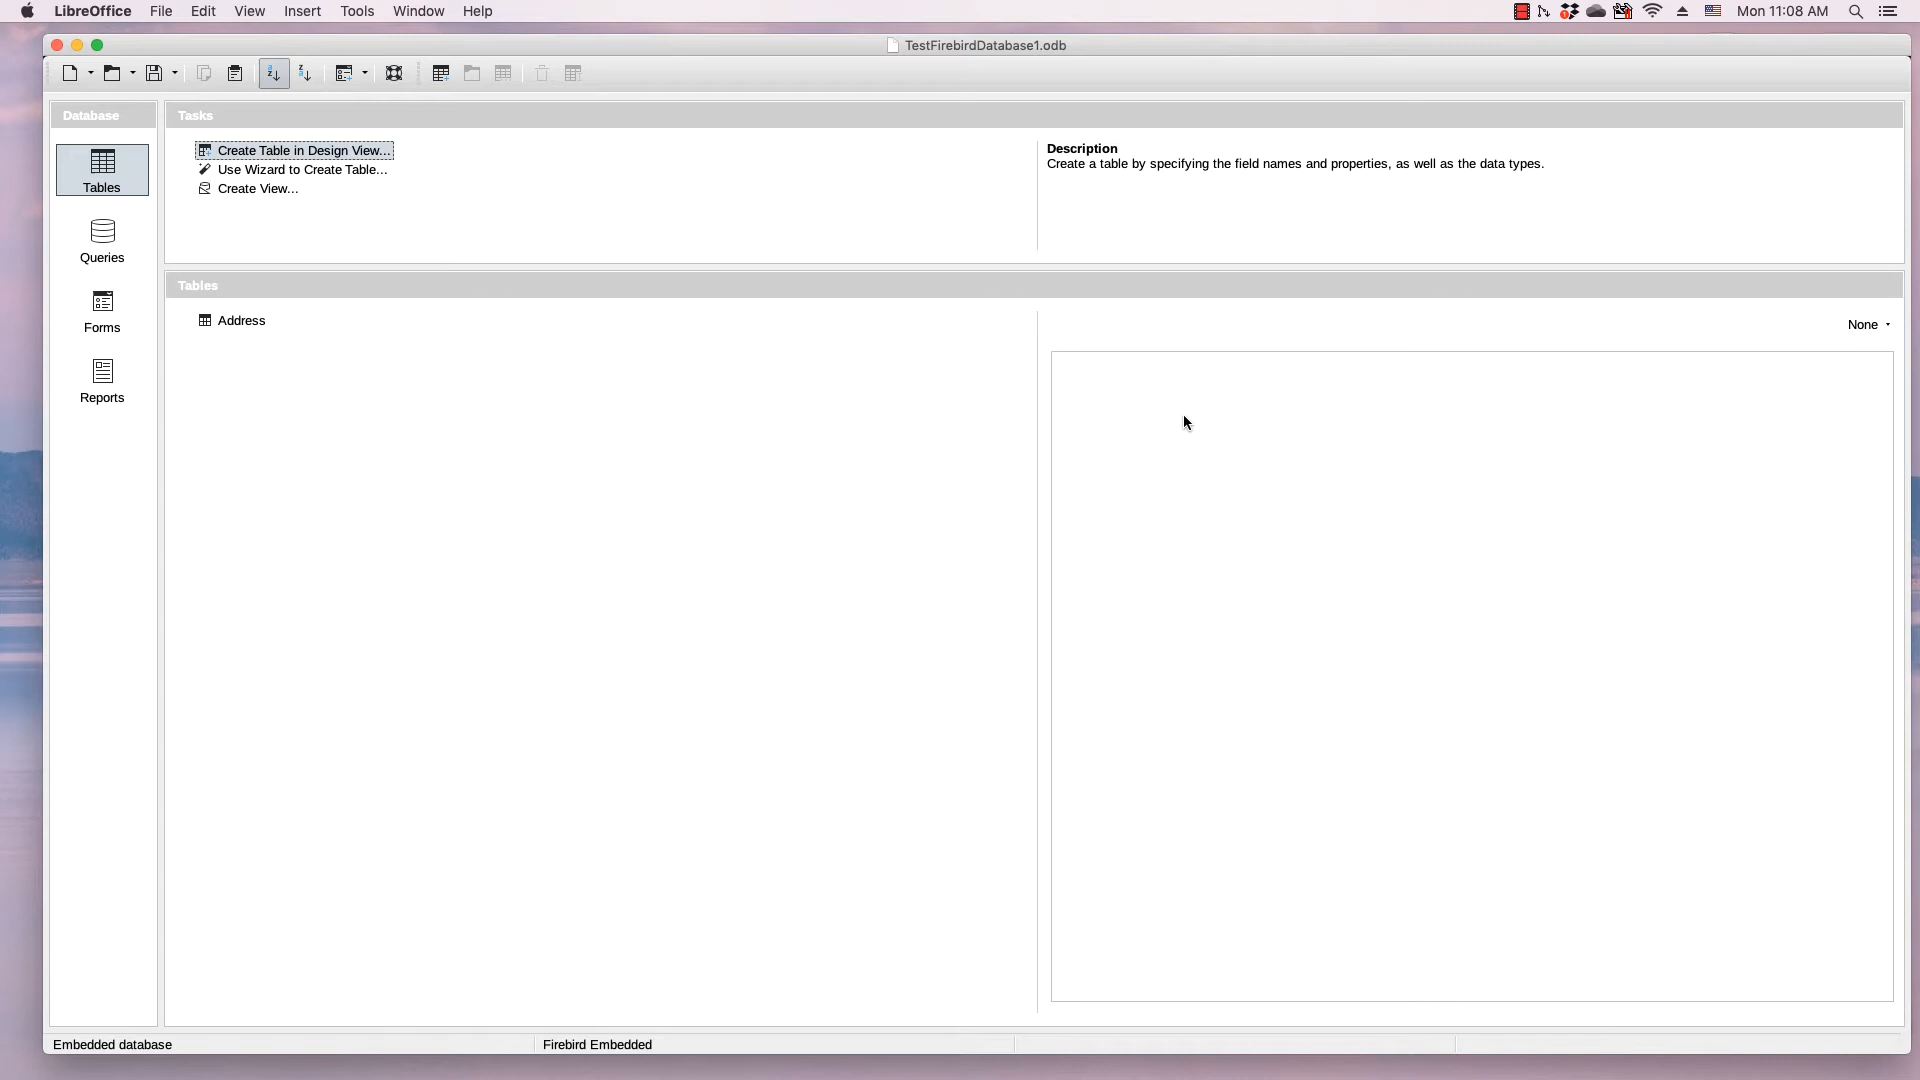 LibreOffice File Edit View Insert Tools Window Help
Mon 11:08 AM
TestFirebirdDatabase1.odb
Database
Tables
Queries
Forms
Reports
Tasks
Create Table in Design View...
Use Wizard to Create Table...
Create View...
Description
Create a table by specifying the field names and properties, as well as the data types.
Tables
Address
None
Embedded database
Firebird Embedded